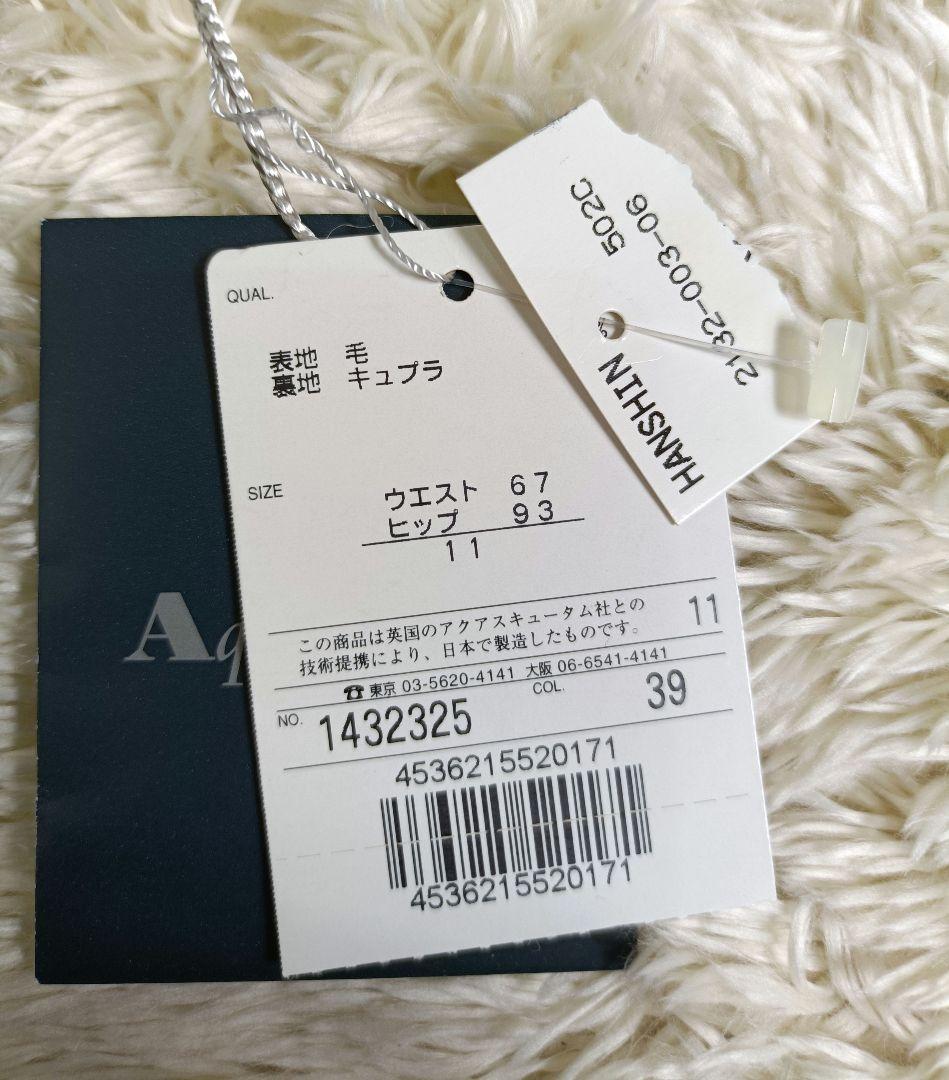 QUAL.
表地 毛
裏地 キュプラ
SIZE
ウエスト 67
ヒップ 93
11
この商品は英国のアクアスキュータム社との
技術提携により、日本で製造したものです。
11
☎東京 03-5620-4141 大阪 06-6541-4141
NO. 1432325
COL. 39
4536215520171
4536215520171
HANSHIN 502C
2132-003-06
Aq